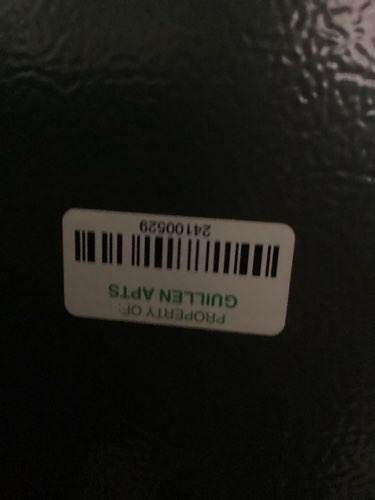 PROPERTY OF:
GUILLEN APTS
24100529